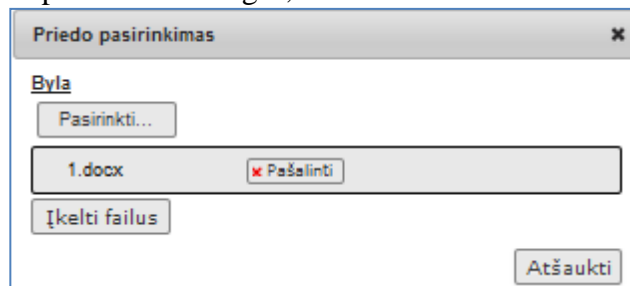 Priedo pasirinkimas
Byla
Pasirinkti...
1.docx Pašalinti
Įkelti failus
Atšaukti